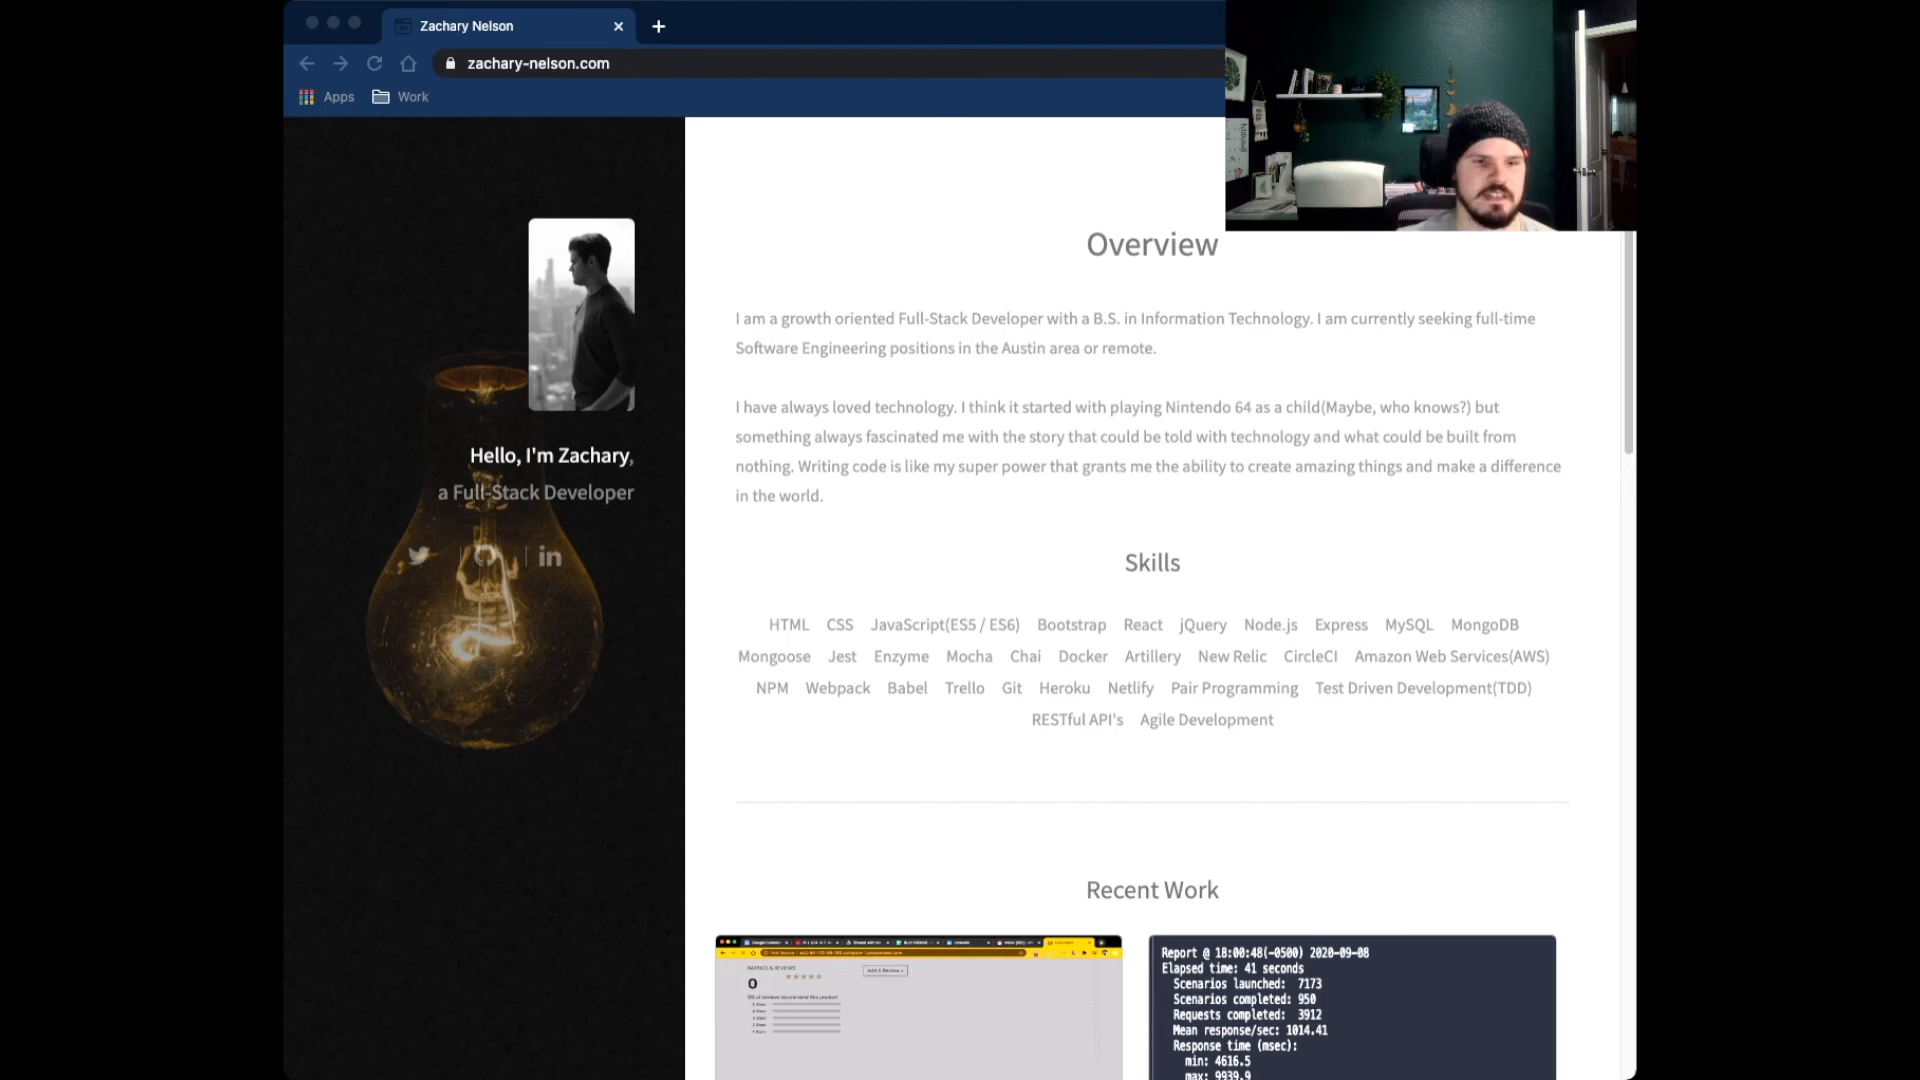 Zachary Nelson
zachary-nelson.com
Apps
Work
Hello, I'm Zachary,
a Full-Stack Developer
Overview
I am a growth oriented Full-Stack Developer with a B.S. in Information Technology. I am currently seeking full-time
Software Engineering positions in the Austin area or remote.
I have always loved technology. I think it started with playing Nintendo 64 as a child(Maybe, who knows?) but
something always fascinated me with the story that could be told with technology and what could be built from
nothing. Writing code is like my super power that grants me the ability to create amazing things and make a difference
in the world.
Skills
HTML CSS JavaScript(ES5 / ES6) Bootstrap React jQuery Node.js Express MySQL MongoDB
Mongoose Jest Enzyme Mocha Chai Docker Artillery New Relic CircleCI Amazon Web Services(AWS)
NPM Webpack Babel Trello Git Heroku Netlify Pair Programming Test Driven Development(TDD)
RESTful API's Agile Development
Recent Work
RATINGS & REVIEWS
0
Report @ 18:00:48(-0500) 2020-09-08
Elapsed time: 41 seconds
Scenarios launched: 7173
Scenarios completed: 950
Requests completed: 3912
Mean response/sec: 1014.41
Response time (msec):
min: 4616.5
max: 9939.9